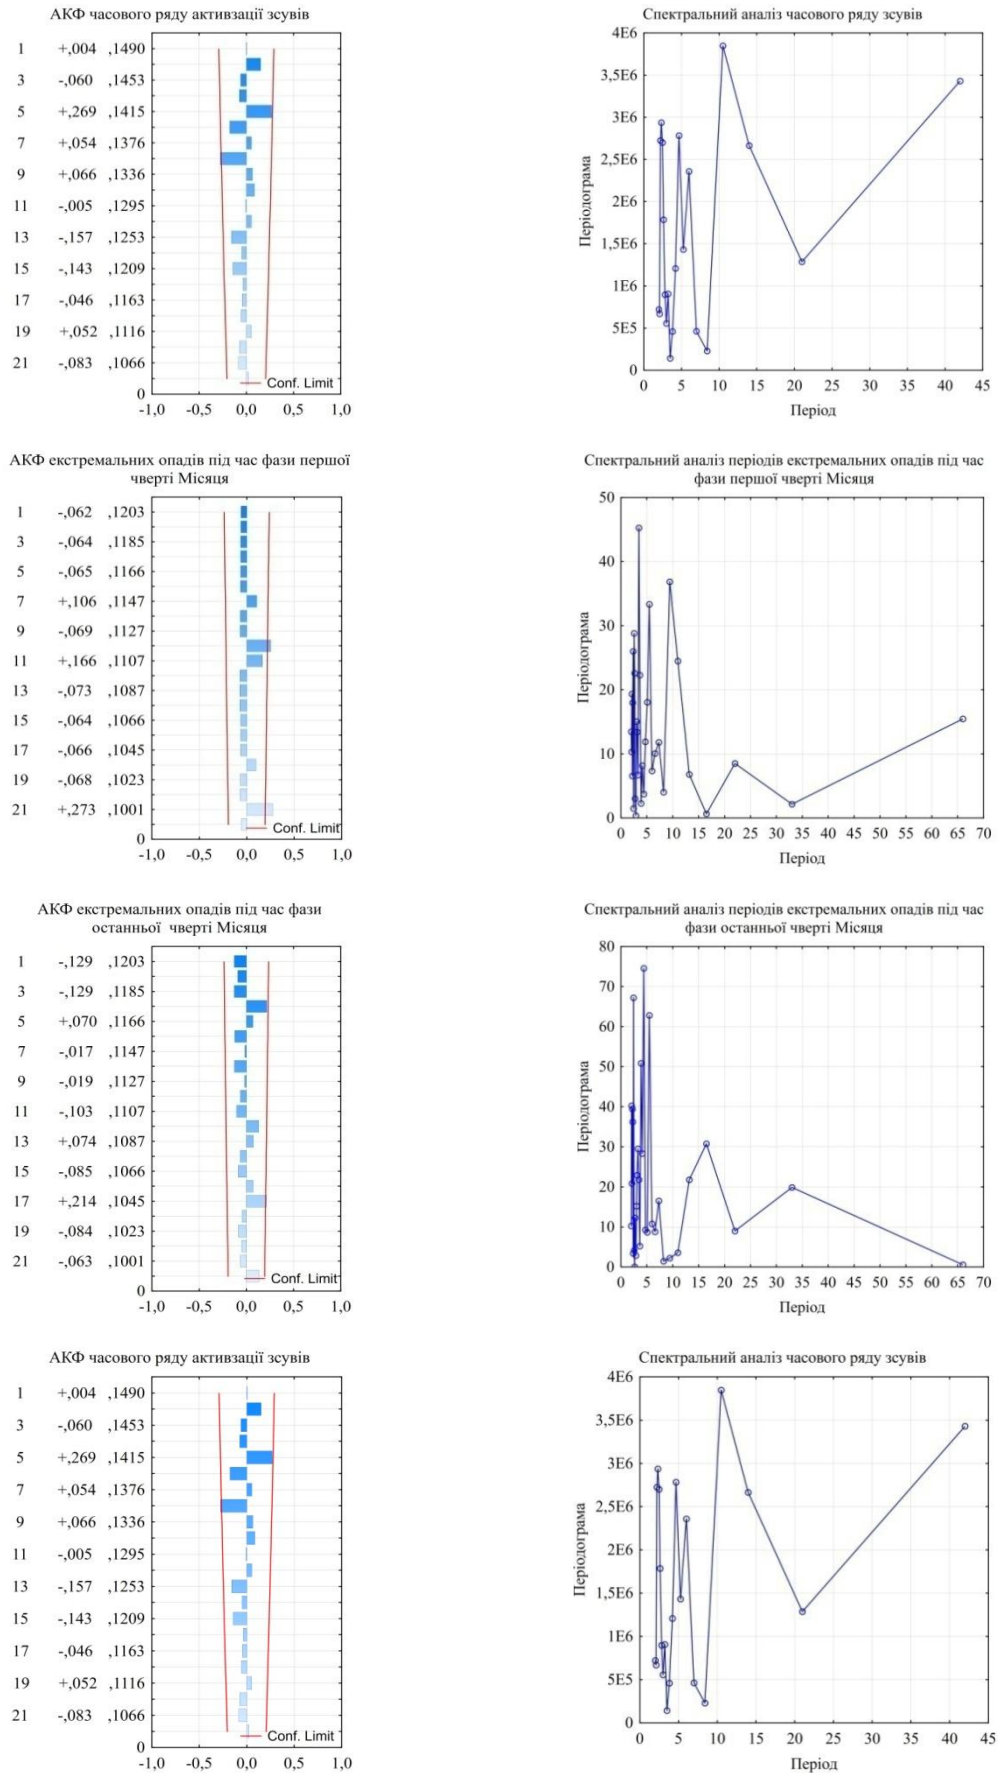 АКФ часового ряду активзації зсувів
1 +,004 ,1490
3 -,060 ,1453
5 +,269 ,1415
7 +,054 ,1376
9 +,066 ,1336
11 -,005 ,1295
13 -,157 ,1253
15 -,143 ,1209
17 -,046 ,1163
19 +,052 ,1116
21 -,083 ,1066
Conf. Limit
0
-1,0 -0,5 0,0 0,5 1,0
Спектральний аналіз часового ряду зсувів
4E6
3,5E6
3E6
2,5E6
2E6
1,5E6
1E6
5E5
0
Періодограма
0 5 10 15 20 25 30 35 40 45
Період
АКФ екстремальних опадів під час фази першої
чверті Місяця
1 -,062 ,1203
3 -,064 ,1185
5 -,065 ,1166
7 +,106 ,1147
9 -,069 ,1127
11 +,166 ,1107
13 -,073 ,1087
15 -,064 ,1066
17 -,066 ,1045
19 -,068 ,1023
21 +,273 ,1001
Conf. Limit
0
-1,0 -0,5 0,0 0,5 1,0
Спектральний аналіз періодів екстремальних опадів під час
фази першої чверті Місяця
50
40
30
20
10
0
Періодограма
0 5 10 15 20 25 30 35 40 45 50 55 60 65 70
Період
АКФ екстремальних опадів під час фази
останньої чверті Місяця
1 -,129 ,1203
3 -,129 ,1185
5 +,070 ,1166
7 -,017 ,1147
9 -,019 ,1127
11 -,103 ,1107
13 +,074 ,1087
15 -,085 ,1066
17 +,214 ,1045
19 -,084 ,1023
21 -,063 ,1001
Conf. Limit
0
-1,0 -0,5 0,0 0,5 1,0
Спектральний аналіз періодів екстремальних опадів під час
фази останньої чверті Місяця
80
70
60
50
40
30
20
10
0
Періодограма
0 5 10 15 20 25 30 35 40 45 50 55 60 65 70
Період
АКФ часового ряду активзації зсувів
1 +,004 ,1490
3 -,060 ,1453
5 +,269 ,1415
7 +,054 ,1376
9 +,066 ,1336
11 -,005 ,1295
13 -,157 ,1253
15 -,143 ,1209
17 -,046 ,1163
19 +,052 ,1116
21 -,083 ,1066
Conf. Limit
0
-1,0 -0,5 0,0 0,5 1,0
Спектральний аналіз часового ряду зсувів
4E6
3,5E6
3E6
2,5E6
2E6
1,5E6
1E6
5E5
0
Періодограма
0 5 10 15 20 25 30 35 40 45
Період